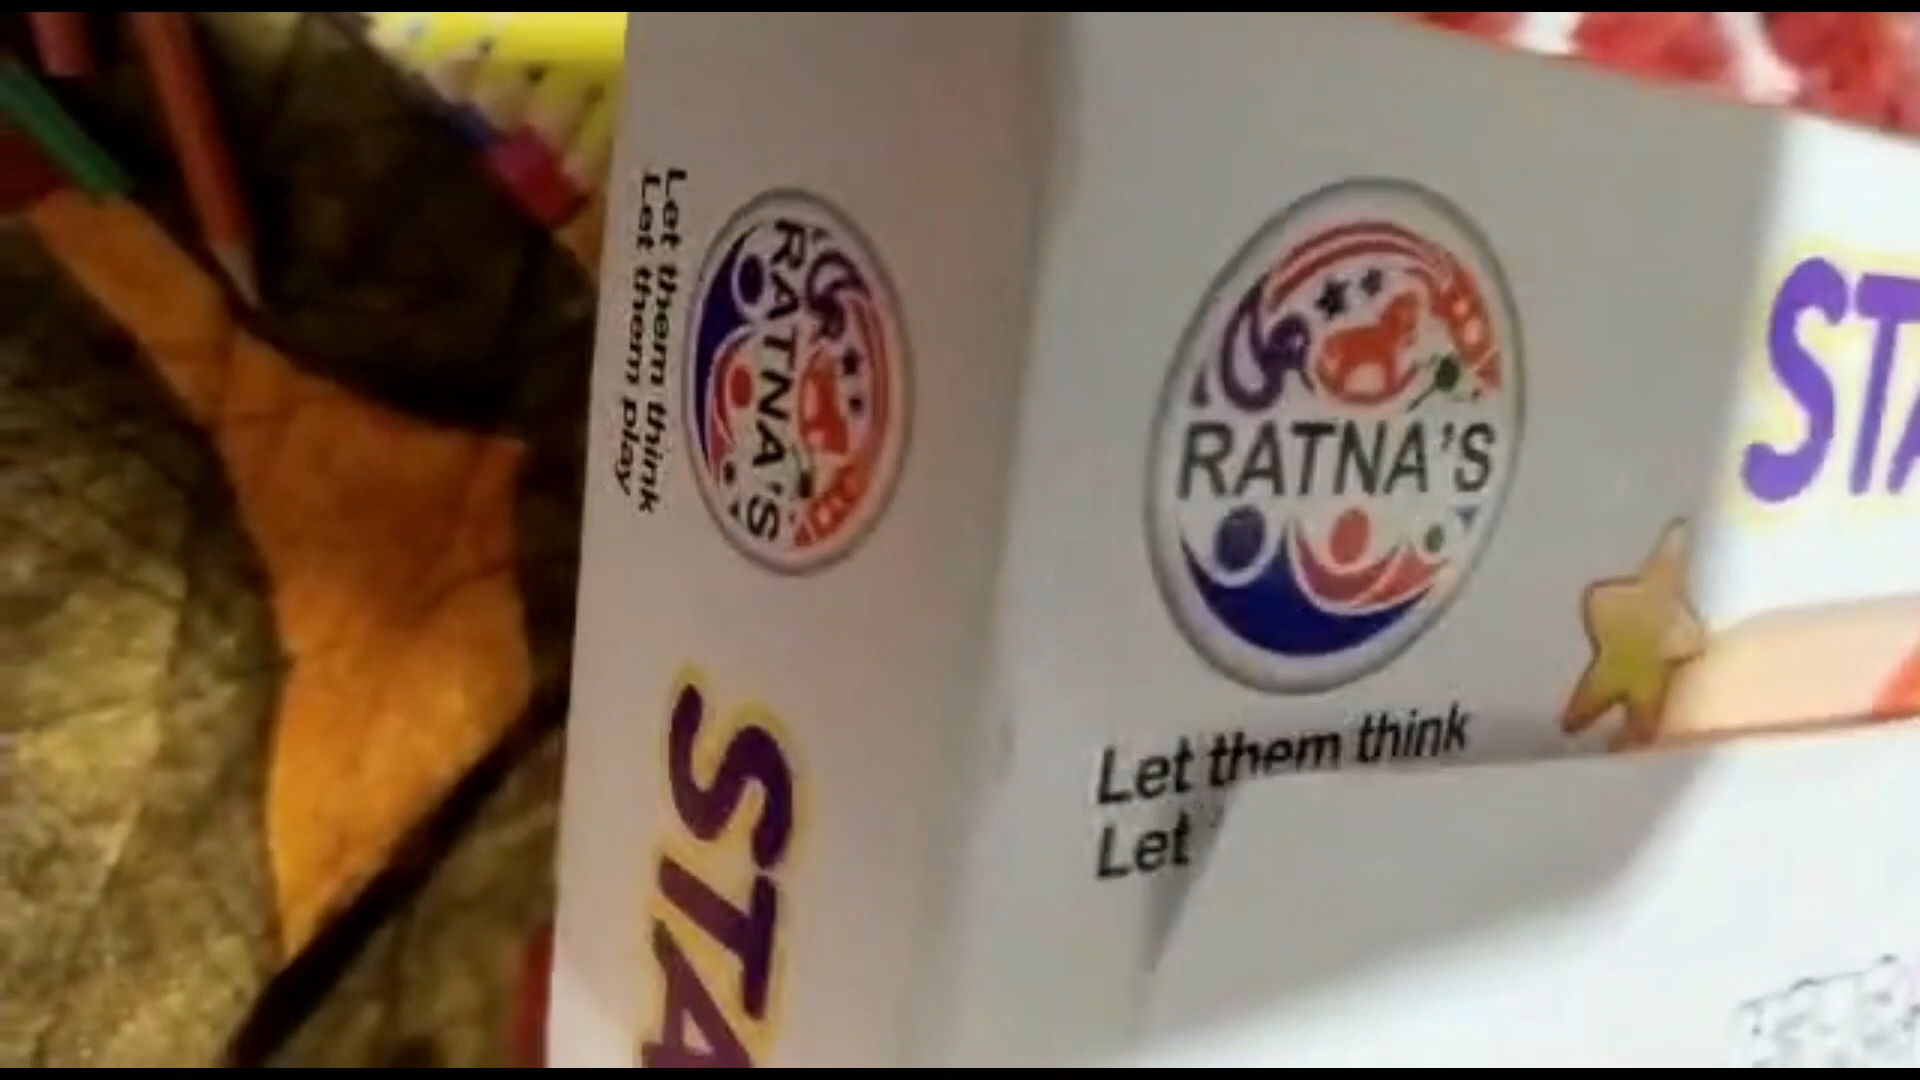 Let them think
Let them play
RATNA'S
STA
RATNA'S
Let them think
Let
STA